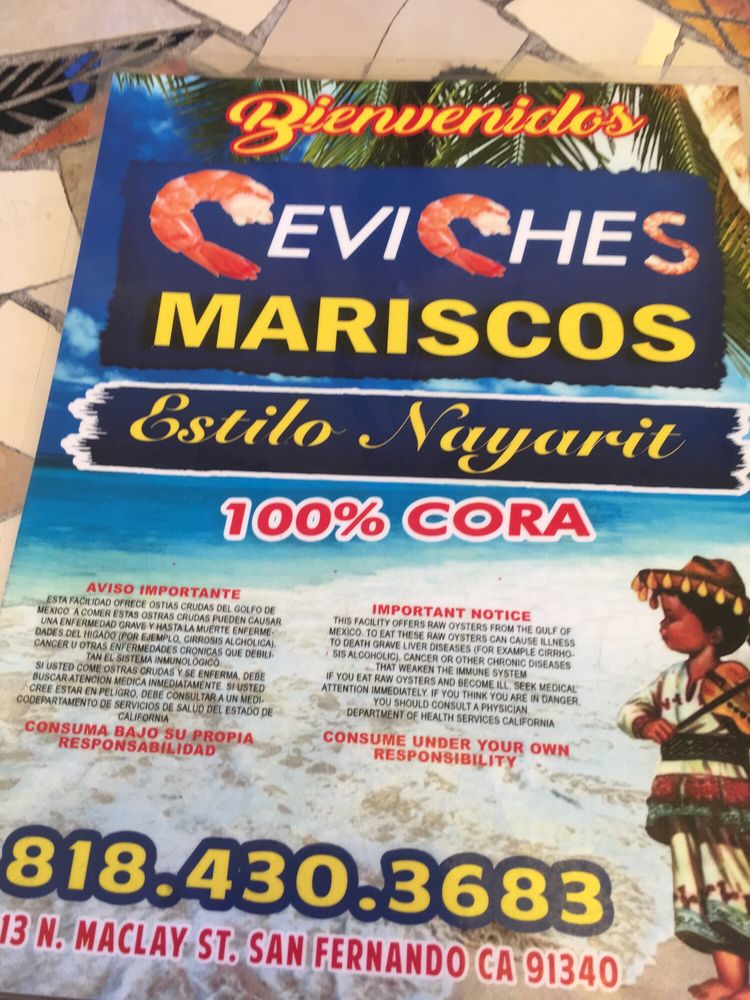 Bienvenidos
CEVICHES
MARISCOS
Estilo Nayarit
100% CORA
AVISO IMPORTANTE
ESTA FACILIDAD OFRECE OSTIAS CRUDAS DEL GOLFO DE
MEXICO. A COMER ESTAS OSTRAS CRUDAS PUEDEN CAUSAR
UNA ENFERMEDAD GRAVE Y HASTA LA MUERTE ENFERME-
DADES DEL HIGADO (POR EJEMPLO, CIRROSIS ALCHOLICA),
CANCER U OTRAS ENFERMEDADES CRONICAS QUE DEBILI-
TAN EL SISTEMA INMUNOLÓGICO
SI USTED COME OSTRAS CRUDAS Y SE ENFERMA, DEBE
BUSCAR ATENCION MEDICA INMEDIATAMENTE. SI USTED
CREE ESTAR EN PELIGRO, DEBE CONSULTAR A UN MEDI-
CODEPARTAMENTO DE SERVICIOS DE SALUD DEL ESTADO DE
CALIFORNIA
CONSUMA BAJO SU PROPIA
RESPONSABILIDAD
IMPORTANT NOTICE
THIS FACILITY OFFERS RAW OYSTERS FROM THE GULF OF
MEXICO. TO EAT THESE RAW OYSTERS CAN CAUSE ILLNESS
TO DEATH GRAVE LIVER DISEASES (FOR EXAMPLE CIRRHO-
SIS ALCOHOLIC), CANCER OR OTHER CHRONIC DISEASES
THAT WEAKEN THE IMMUNE SYSTEM
IF YOU EAT RAW OYSTERS AND BECOME ILL, SEEK MEDICAL
ATTENTION IMMEDIATELY. IF YOU THINK YOU ARE IN DANGER,
YOU SHOULD CONSULT A PHYSICIAN.
DEPARTMENT OF HEALTH SERVICES CALIFORNIA
CONSUME UNDER YOUR OWN
RESPONSIBILITY
818.430.3683
13 N. MACLAY ST. SAN FERNANDO CA 91340